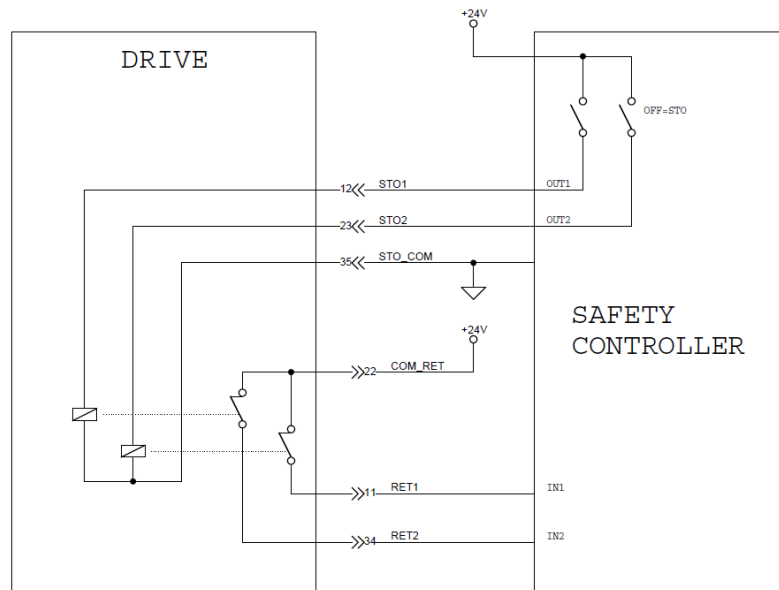 +24V
DRIVE
OFF=STO
12 STO1 OUT1
23 STO2 OUT2
35 STO_COM
SAFETY
CONTROLLER
+24V
22 COM_RET
11 RET1 IN1
34 RET2 IN2